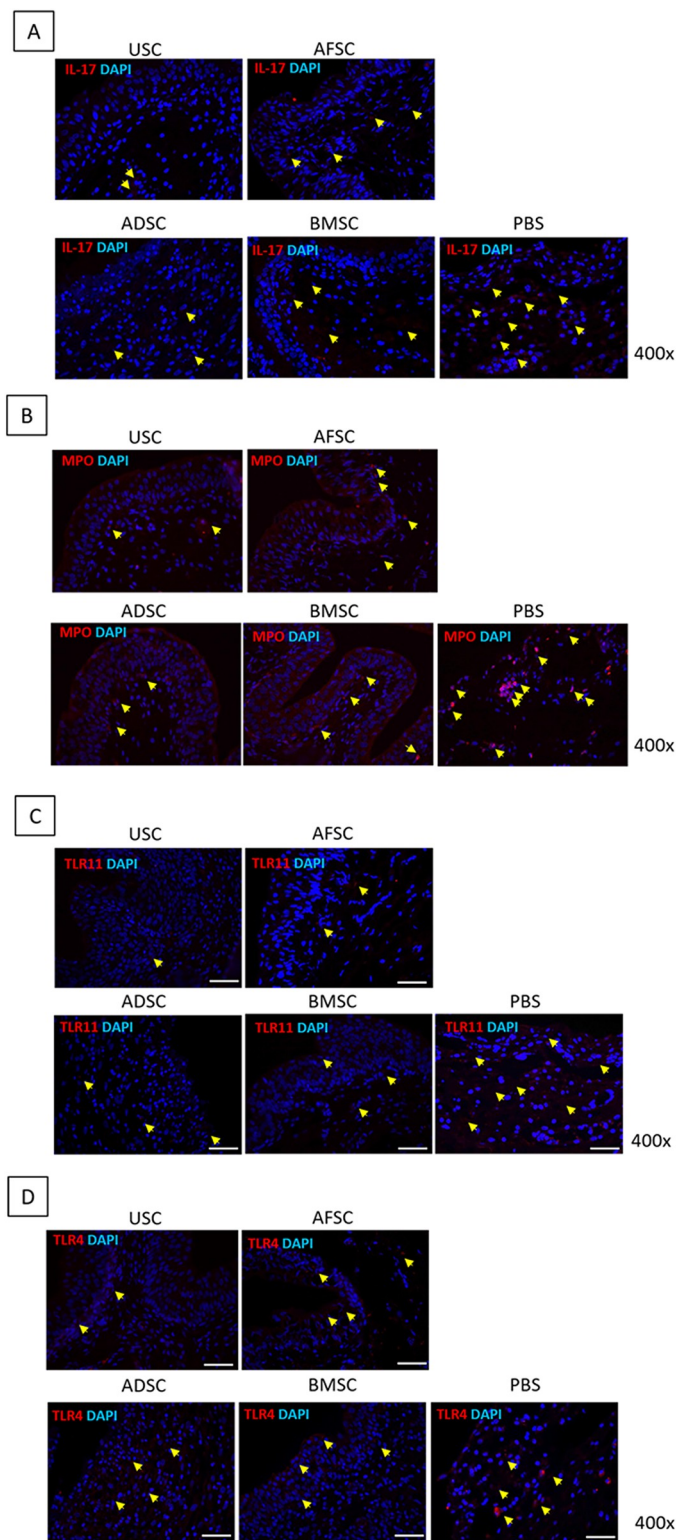 A
USC AFSC
IL-17 DAPI IL-17 DAPI
ADSC BMSC PBS
IL-17 DAPI IL-17 DAPI IL-17 DAPI
400x
B
USC AFSC
MPO DAPI MPO DAPI
ADSC BMSC PBS
MPO DAPI MPO DAPI MPO DAPI
400x
C
USC AFSC
TLR11 DAPI TLR11 DAPI
ADSC BMSC PBS
TLR11 DAPI TLR11 DAPI TLR11 DAPI
400x
D
USC AFSC
TLR4 DAPI TLR4 DAPI
ADSC BMSC PBS
TLR4 DAPI TLR4 DAPI TLR4 DAPI
400x